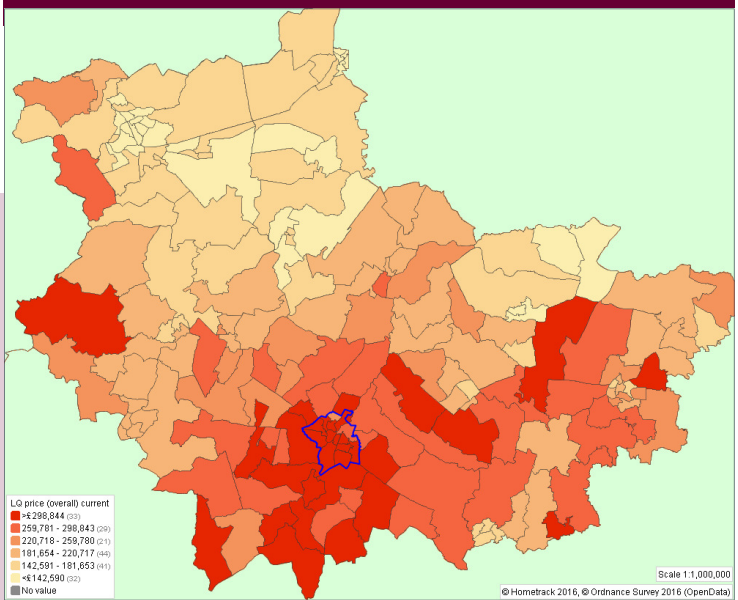 LQ price (overall) current
>£ 298,844 (33)
259,781 - 298,843 (29)
220,718 - 259,780 (21)
181,654 - 220,717 (44)
142,591 - 181,653 (41)
<£ 142,590 (32)
No value
Scale 1:1,000,000
© Hometrack 2016, © Ordnance Survey 2016 (OpenData)